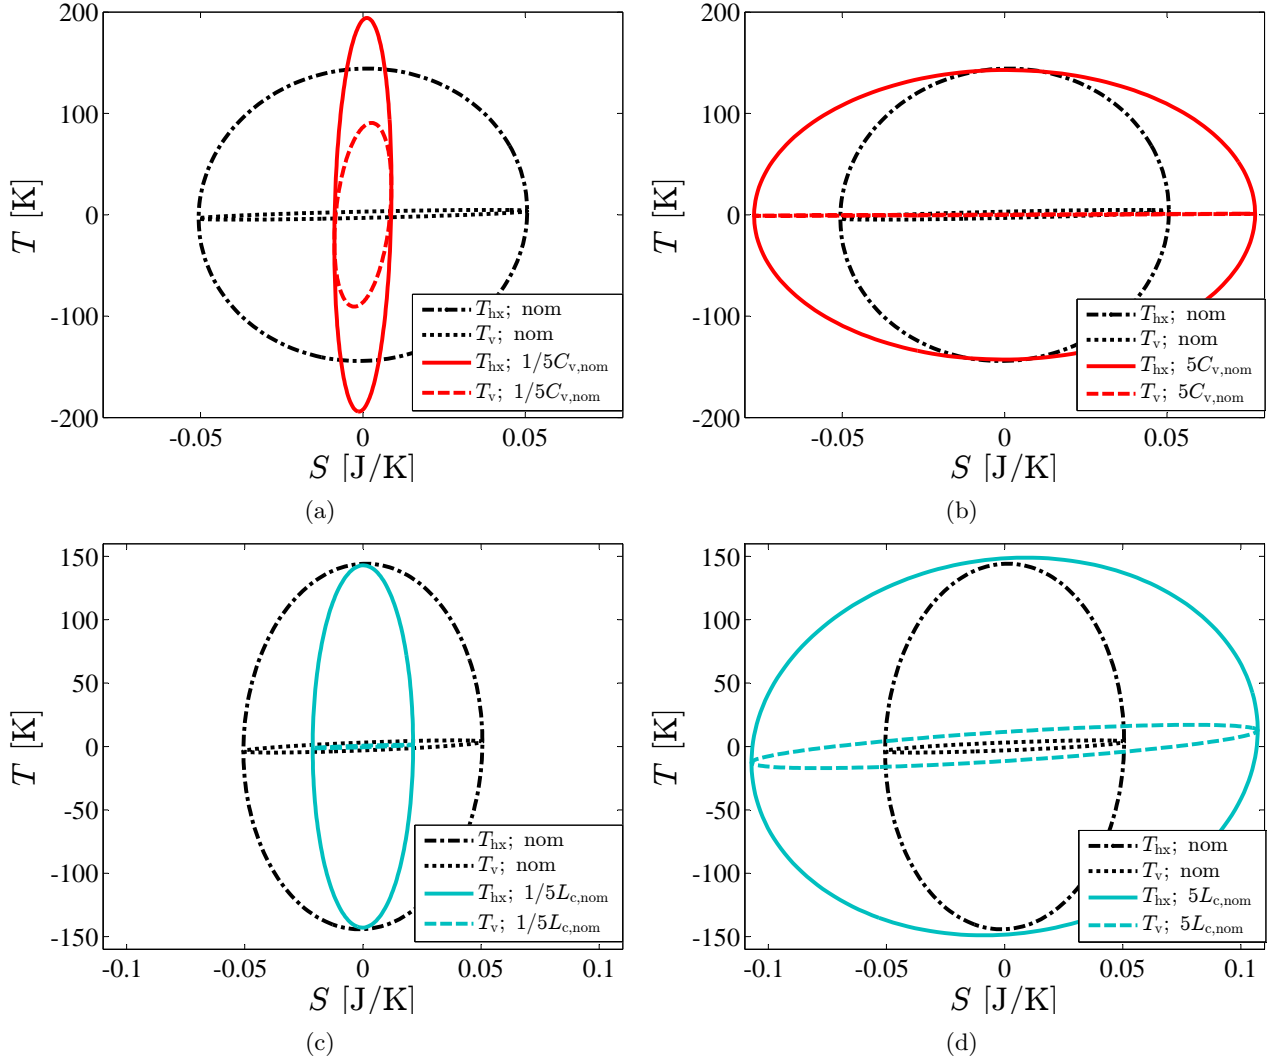 200
100
0
-100
-200
T [K]
-0.05
0
0.05
S [J/K]
T_hx; nom
T_v; nom
T_hx; 1/5C_v,nom
T_v; 1/5C_v,nom
(a)
200
100
0
-100
-200
T [K]
-0.05
0
0.05
S [J/K]
T_hx; nom
T_v; nom
T_hx; 5C_v,nom
T_v; 5C_v,nom
(b)
150
100
50
0
-50
-100
-150
T [K]
-0.1
-0.05
0
0.05
0.1
S [J/K]
T_hx; nom
T_v; nom
T_hx; 1/5L_c,nom
T_v; 1/5L_c,nom
(c)
150
100
50
0
-50
-100
-150
T [K]
-0.1
-0.05
0
0.05
0.1
S [J/K]
T_hx; nom
T_v; nom
T_hx; 5L_c,nom
T_v; 5L_c,nom
(d)